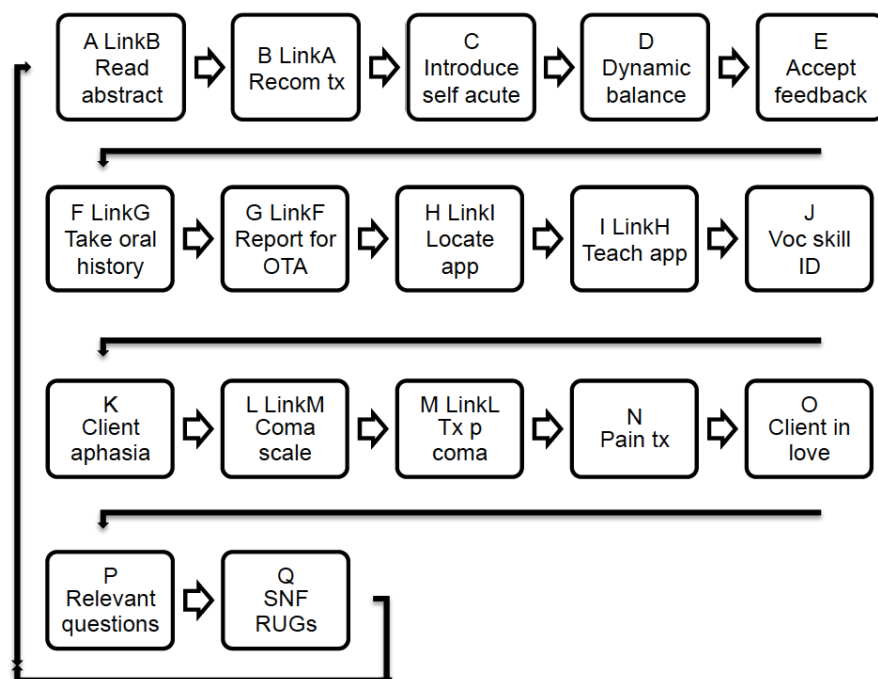 A LinkB
Read
abstract
B LinkA
Recom tx
C
Introduce
self acute
D
Dynamic
balance
E
Accept
feedback
F LinkG
Take oral
history
G LinkF
Report for
OTA
H LinkI
Locate
app
I LinkH
Teach app
J
Voc skill
ID
K
Client
aphasia
L LinkM
Coma
scale
M LinkL
Tx p
coma
N
Pain tx
O
Client in
love
P
Relevant
questions
Q
SNF
RUGs